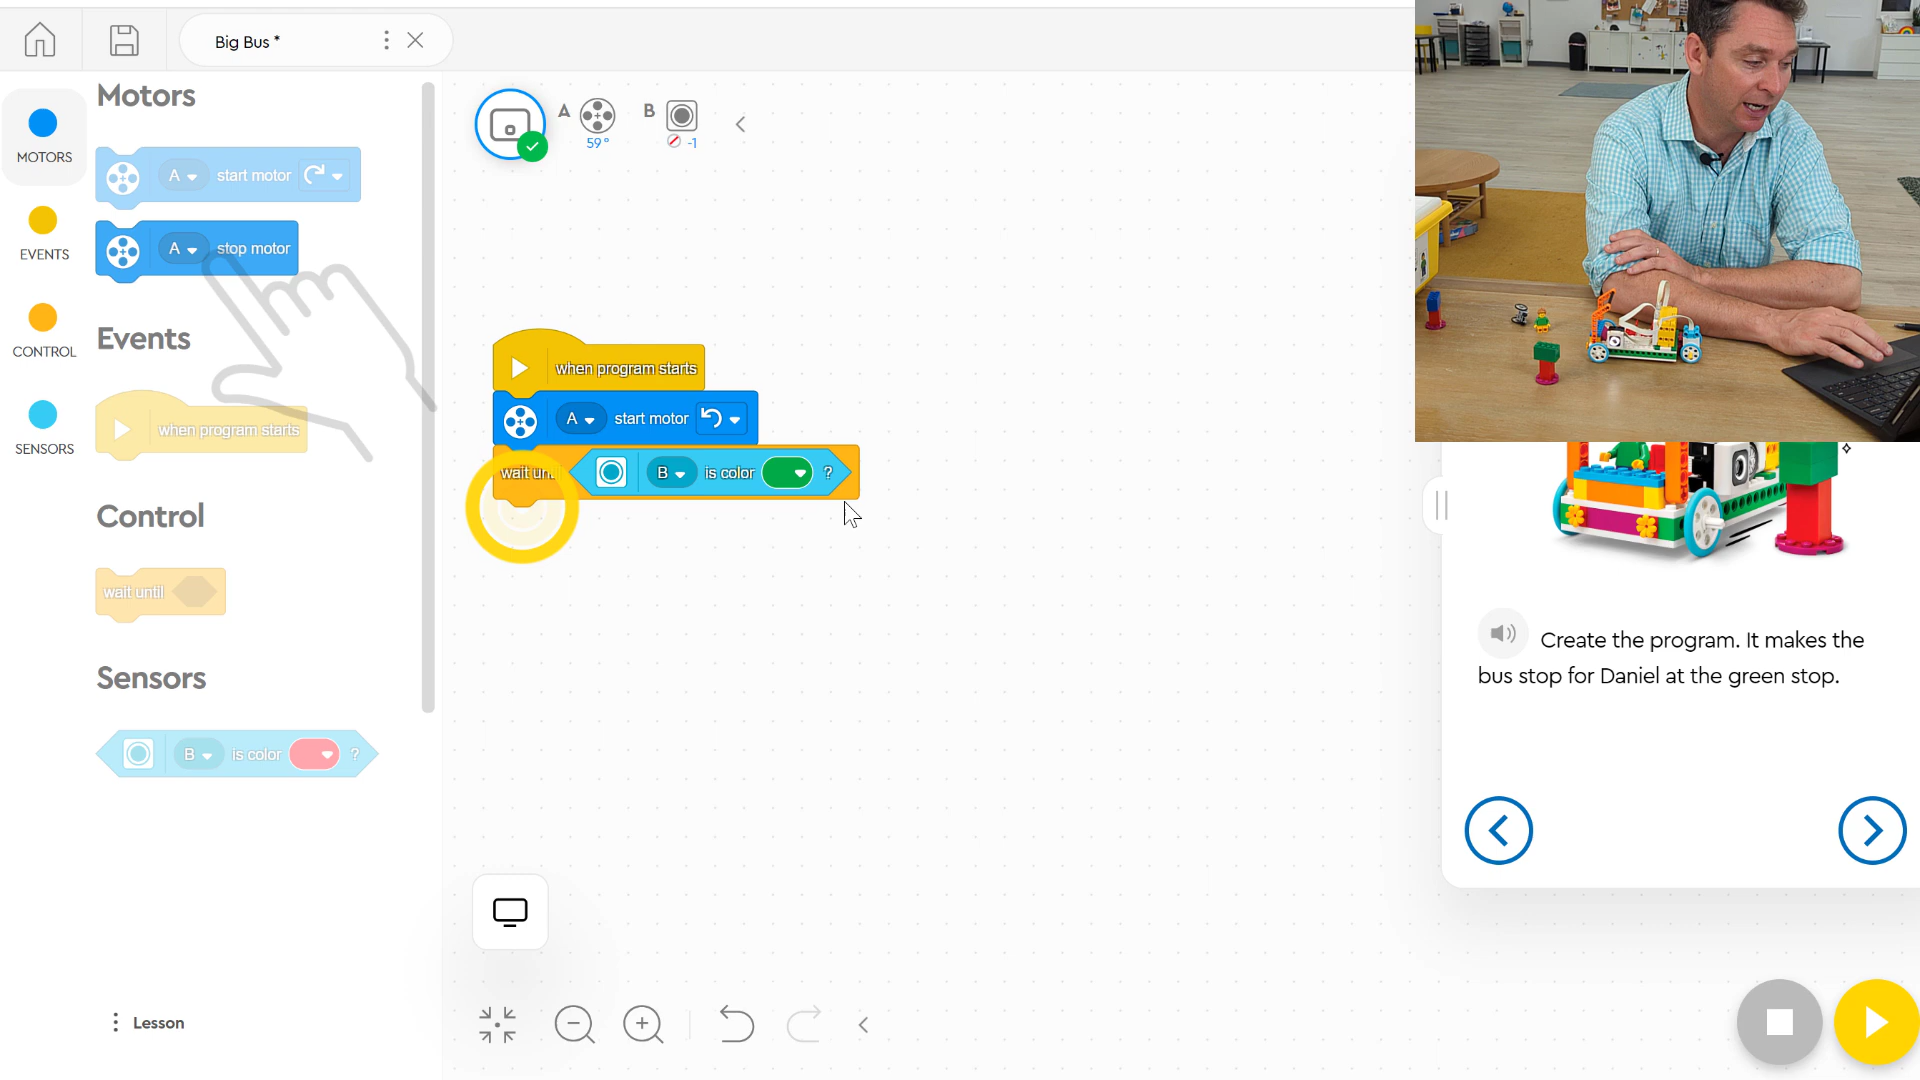 Big Bus *
MOTORS
EVENTS
CONTROL
SENSORS
Motors
A start motor
A stop motor
Events
when program starts
Control
wait until
Sensors
B is color ?
Lesson
A
59°
B
-1
when program starts
A start motor
wait until B is color ?
Create the program. It makes the
bus stop for Daniel at the green stop.